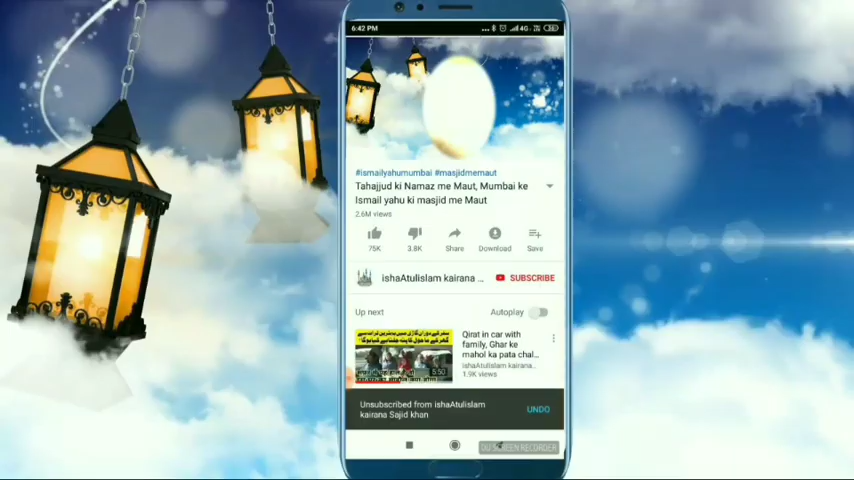 6:42 PM
4G
#ismailyahumumbai #masjidmemaut
Tahajjud ki Namaz me Maut, Mumbai ke
Ismail yahu ki masjid me Maut
2.6M views
75K
3.8K
Share
Download
Save
ishaAtulislam kairana ...
SUBSCRIBE
Up next
Autoplay
Qirat in car with
family, Ghar ke
mahol ka pata chal...
ishaAtulislam kairana..
1.9K views
5:50
Unsubscribed from ishaAtulislam
kairana Sajid khan
UNDO
DU SCREEN RECORDER